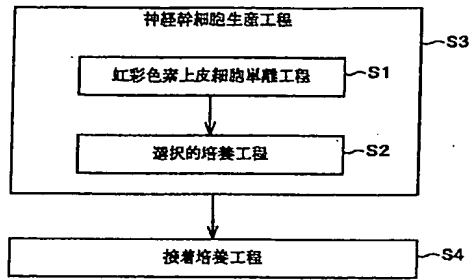 神経幹細胞生産工程
S3
虹彩色素上皮細胞単離工程
S1
選択的培養工程
S2
接着培養工程
S4